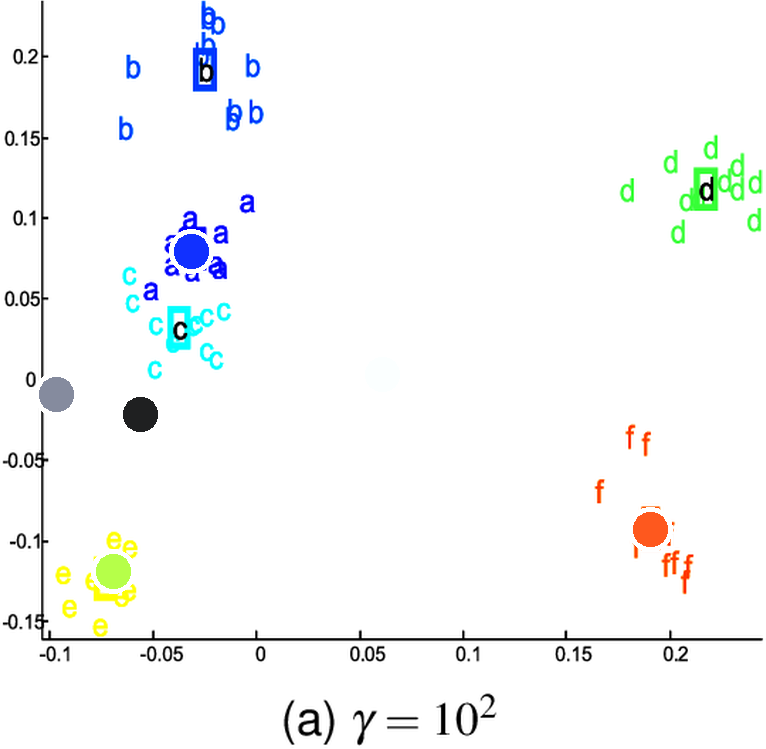 b
b
b
0.2
b b b
b
b
0.15
b
b b
d
d d
d d d
d d d
d
d d
0.1
a
a
a
a a
a a a
c
0.05
a
c
c c c c
c
c
c c
0
c
f f
-0.05
f
-0.1
e
e
f f f
f
e e
e e
e
-0.15
e
-0.1 -0.05 0 0.05 0.1 0.15 0.2
(a) γ = 10²